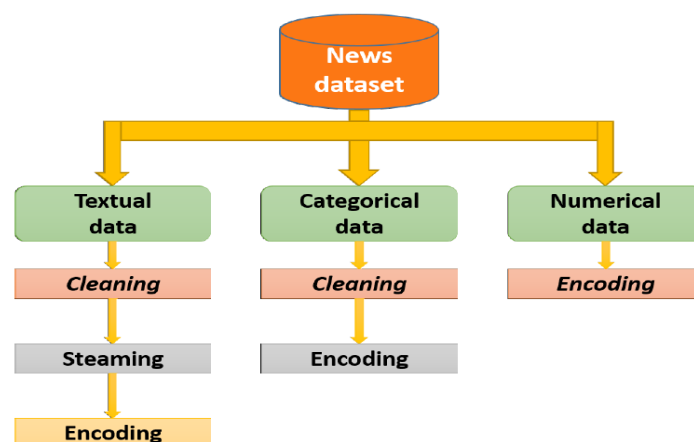 News
dataset
Textual
data
Categorical
data
Numerical
data
Cleaning
Cleaning
Encoding
Steaming
Encoding
Encoding